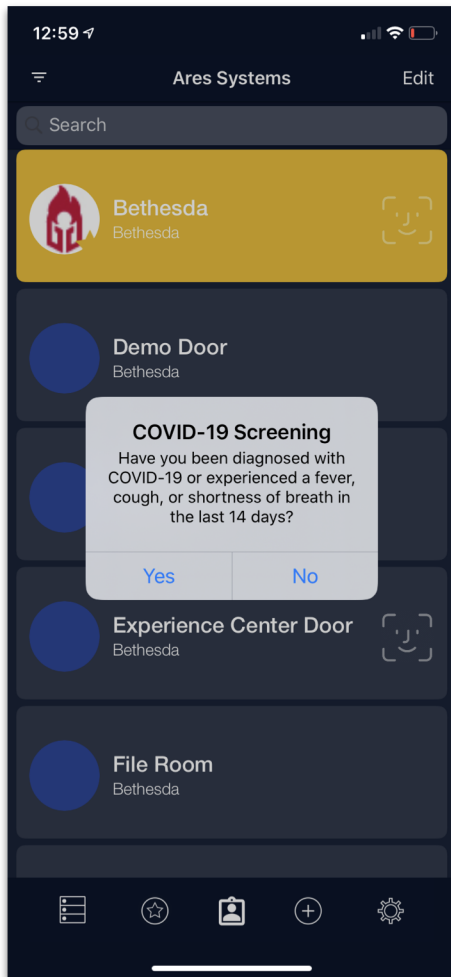 12:59
Ares Systems
Edit
Search
Bethesda
Bethesda
Demo Door
Bethesda
COVID-19 Screening
Have you been diagnosed with
COVID-19 or experienced a fever,
cough, or shortness of breath in
the last 14 days?
Yes
No
Experience Center Door
Bethesda
File Room
Bethesda